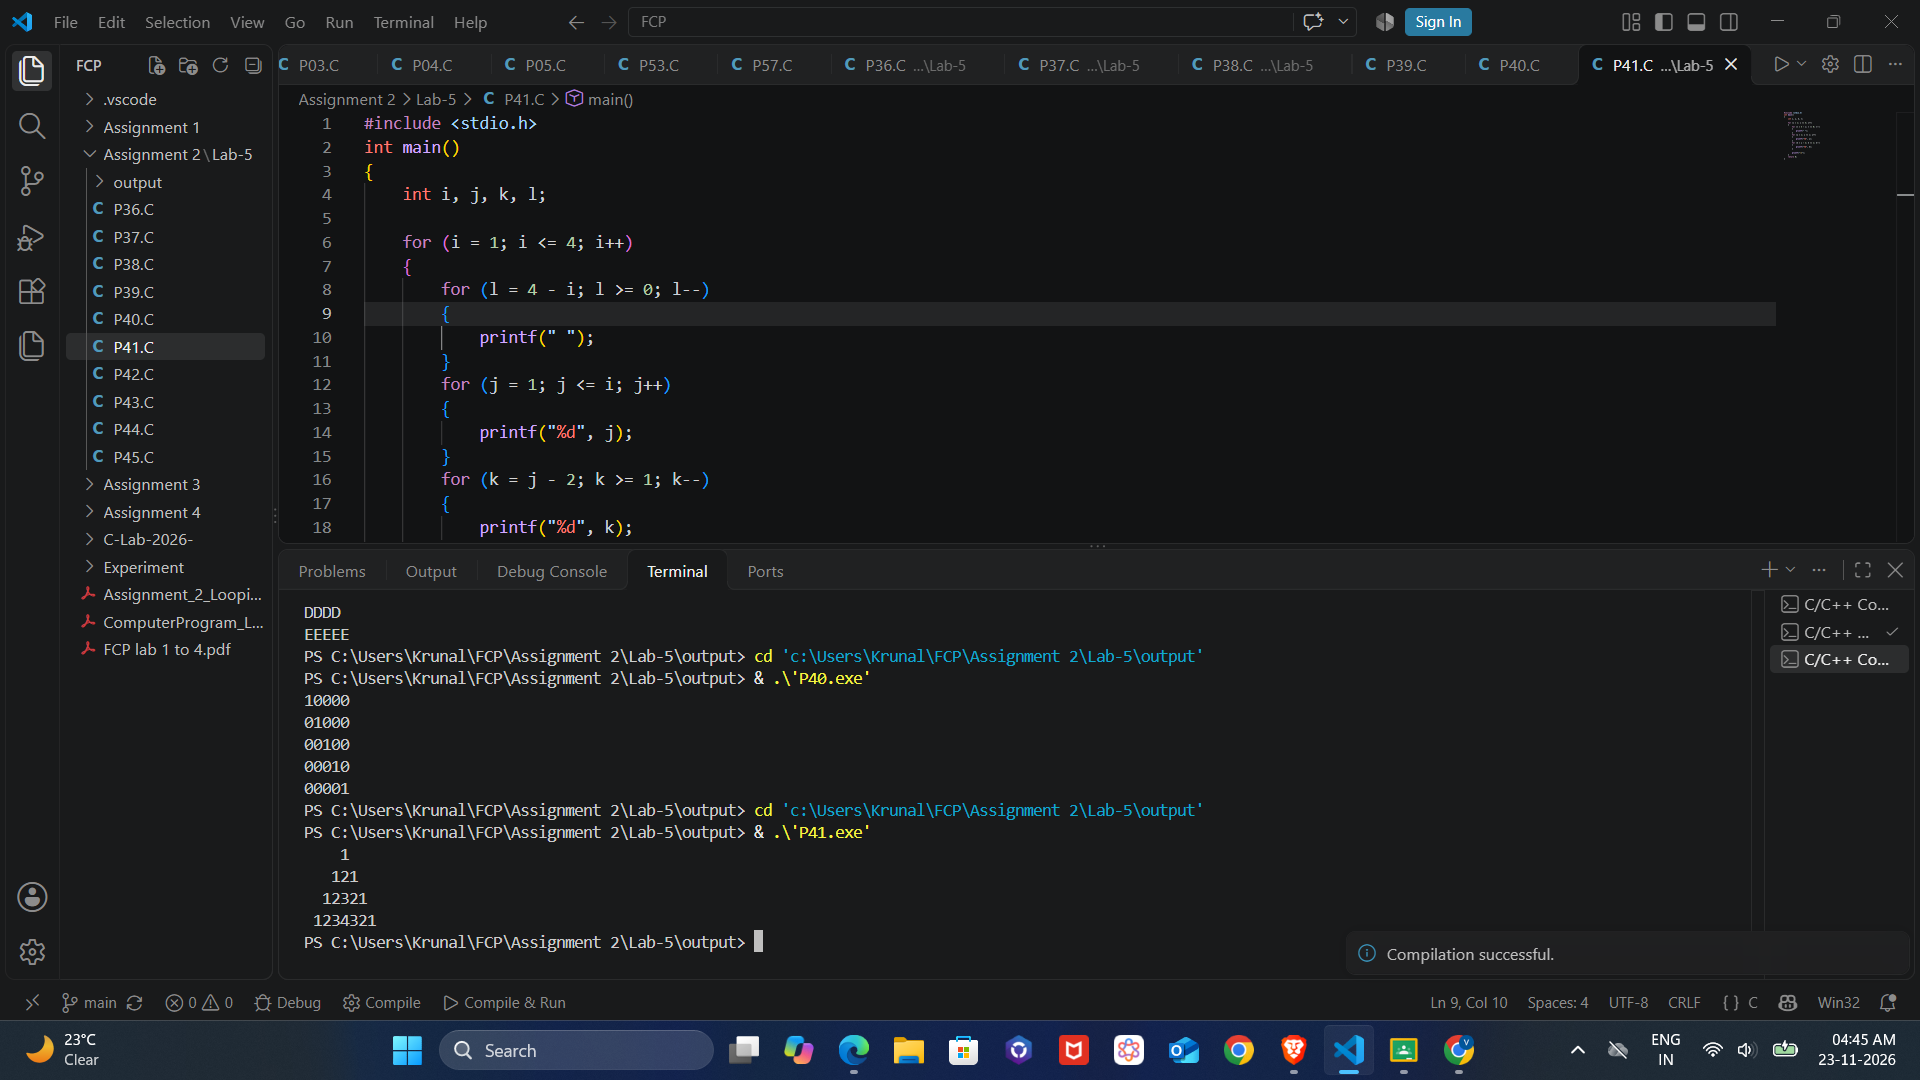 File Edit Selection View Go Run Terminal Help
FCP
Sign In
FCP
.vscode
Assignment 1
Assignment 2\Lab-5
output
P36.C
P37.C
P38.C
P39.C
P40.C
P41.C
P42.C
P43.C
P44.C
P45.C
Assignment 3
Assignment 4
C-Lab-2026-
Experiment
Assignment_2_Loopi...
ComputerProgram_L...
FCP lab 1 to 4.pdf
C P03.C C P04.C C P05.C C P53.C C P57.C C P36.C ...\Lab-5 C P37.C ...\Lab-5 C P38.C ...\Lab-5 C P39.C C P40.C C P41.C ...\Lab-5
Assignment 2 > Lab-5 > C P41.C > main()
1 #include <stdio.h>
2 int main()
3 {
4 int i, j, k, l;
5
6 for (i = 1; i <= 4; i++)
7 {
8 for (l = 4 - i; l >= 0; l--)
9 {
10 printf(" ");
11 }
12 for (j = 1; j <= i; j++)
13 {
14 printf("%d", j);
15 }
16 for (k = j - 2; k >= 1; k--)
17 {
18 printf("%d", k);
Problems Output Debug Console Terminal Ports
DDDD
EEEEE
PS C:\Users\Krunal\FCP\Assignment 2\Lab-5\output> cd 'c:\Users\Krunal\FCP\Assignment 2\Lab-5\output'
PS C:\Users\Krunal\FCP\Assignment 2\Lab-5\output> & .\'P40.exe'
10000
01000
00100
00010
00001
PS C:\Users\Krunal\FCP\Assignment 2\Lab-5\output> cd 'c:\Users\Krunal\FCP\Assignment 2\Lab-5\output'
PS C:\Users\Krunal\FCP\Assignment 2\Lab-5\output> & .\'P41.exe'
1
121
12321
1234321
PS C:\Users\Krunal\FCP\Assignment 2\Lab-5\output>
C/C++ Co...
C/C++ ...
C/C++ Co...
Compilation successful.
main 0 0 Debug Compile Compile & Run
Ln 9, Col 10 Spaces: 4 UTF-8 CRLF {} C Win32
23°C
Clear
Search
ENG
IN
04:45 AM
23-11-2026